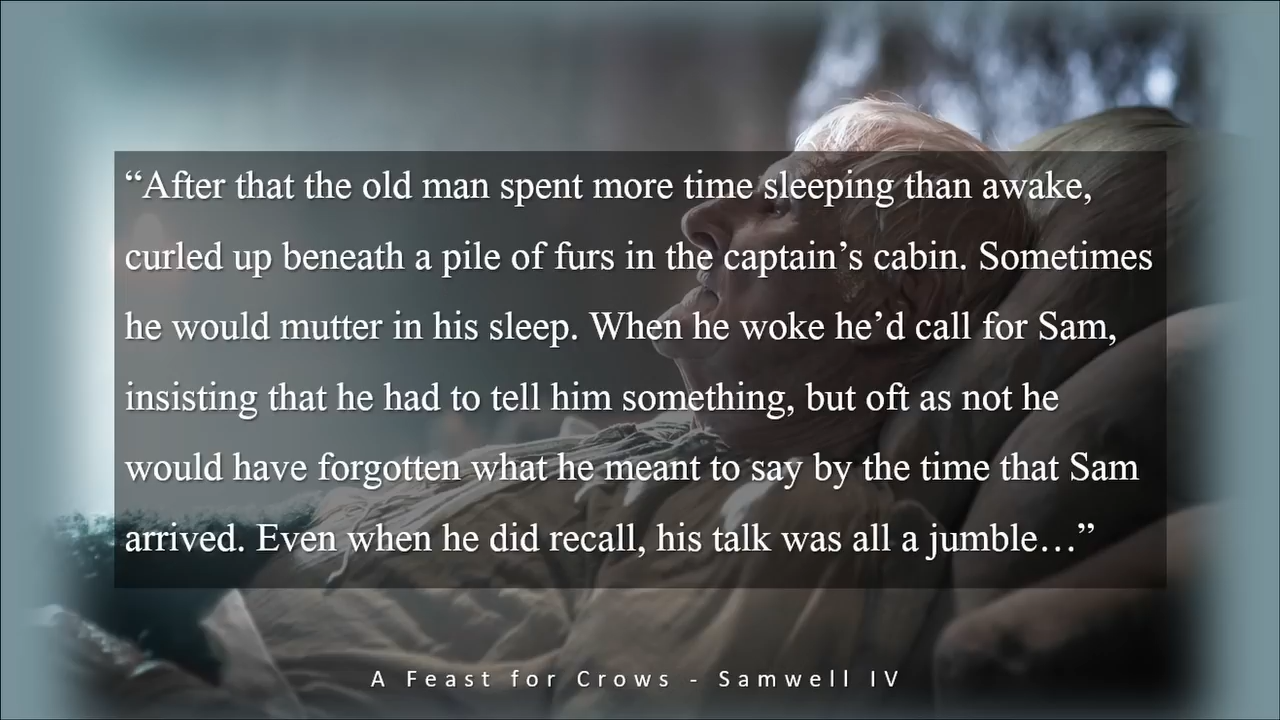 “After that the old man spent more time sleeping than awake,
curled up beneath a pile of furs in the captain’s cabin. Sometimes
he would mutter in his sleep. When he woke he’d call for Sam,
insisting that he had to tell him something, but oft as not he
would have forgotten what he meant to say by the time that Sam
arrived. Even when he did recall, his talk was all a jumble…”
A Feast for Crows - Samwell IV